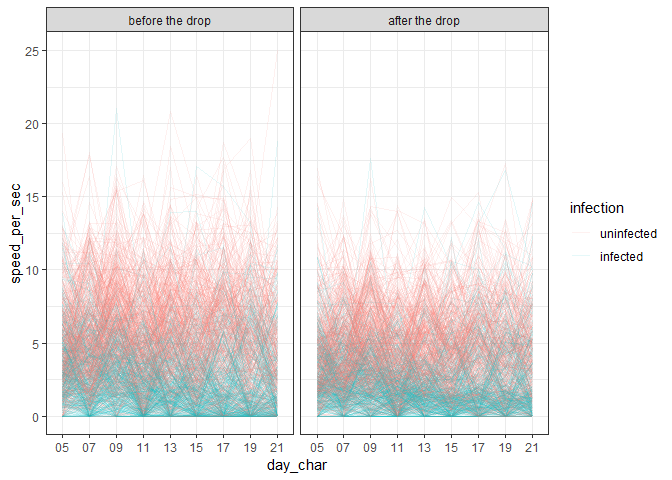 before the drop
after the drop
speed_per_sec
25
20
15
10
5
0
05 07 09 11 13 15 17 19 21
05 07 09 11 13 15 17 19 21
day_char
infection
uninfected
infected